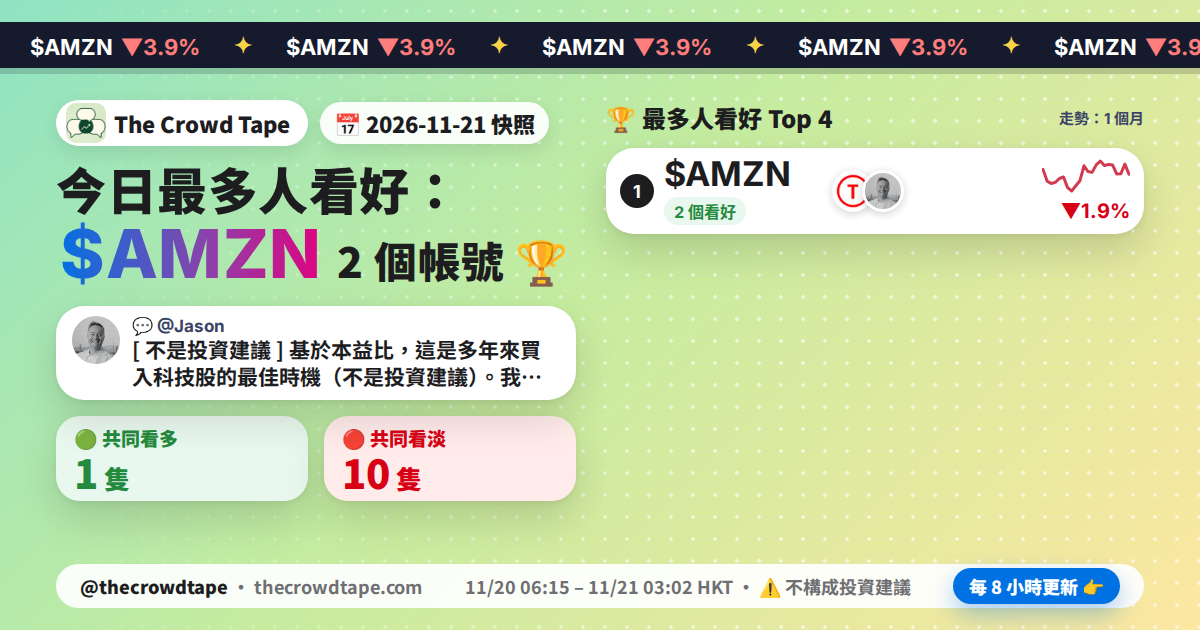 $AMZN ▼3.9% ✦ $AMZN ▼3.9% ✦ $AMZN ▼3.9% ✦ $AMZN ▼3.9% ✦ $AMZN ▼3.9
The Crowd Tape
📅 2026-11-21 快照
今日最多人看好：
$AMZN 2 個帳號 🏆
💬 @Jason
[ 不是投資建議 ] 基於本益比，這是多年來買
入科技股的最佳時機（不是投資建議）。我⋯
🟢 共同看多
1 隻
🔴 共同看淡
10 隻
🏆 最多人看好 Top 4
走勢：1 個月
1
$AMZN
2 個看好
T
▼1.9%
@thecrowdtape • thecrowdtape.com
11/20 06:15 – 11/21 03:02 HKT • ⚠️ 不構成投資建議
每 8 小時更新 👉